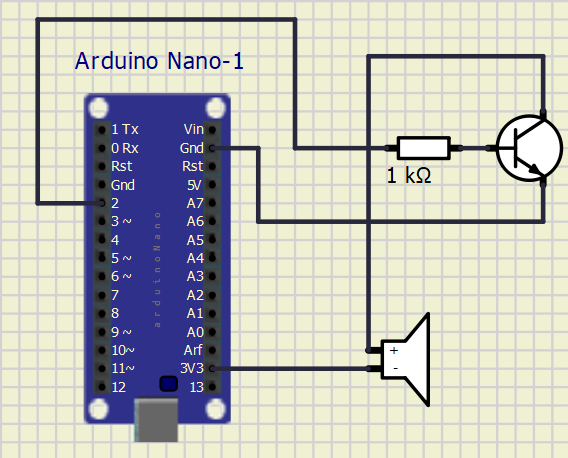 Arduino Nano-1
1 Tx Vin
0 Rx Gnd
Rst Rst
Gnd 5V
2 A7
3 ~ A6
4 A5
5 ~ A4
6 ~ A3
7 A2
8 A1
9 ~ A0
10~ Arf
11~ 3V3
12 13
arduinoNano
1 kΩ
+
-